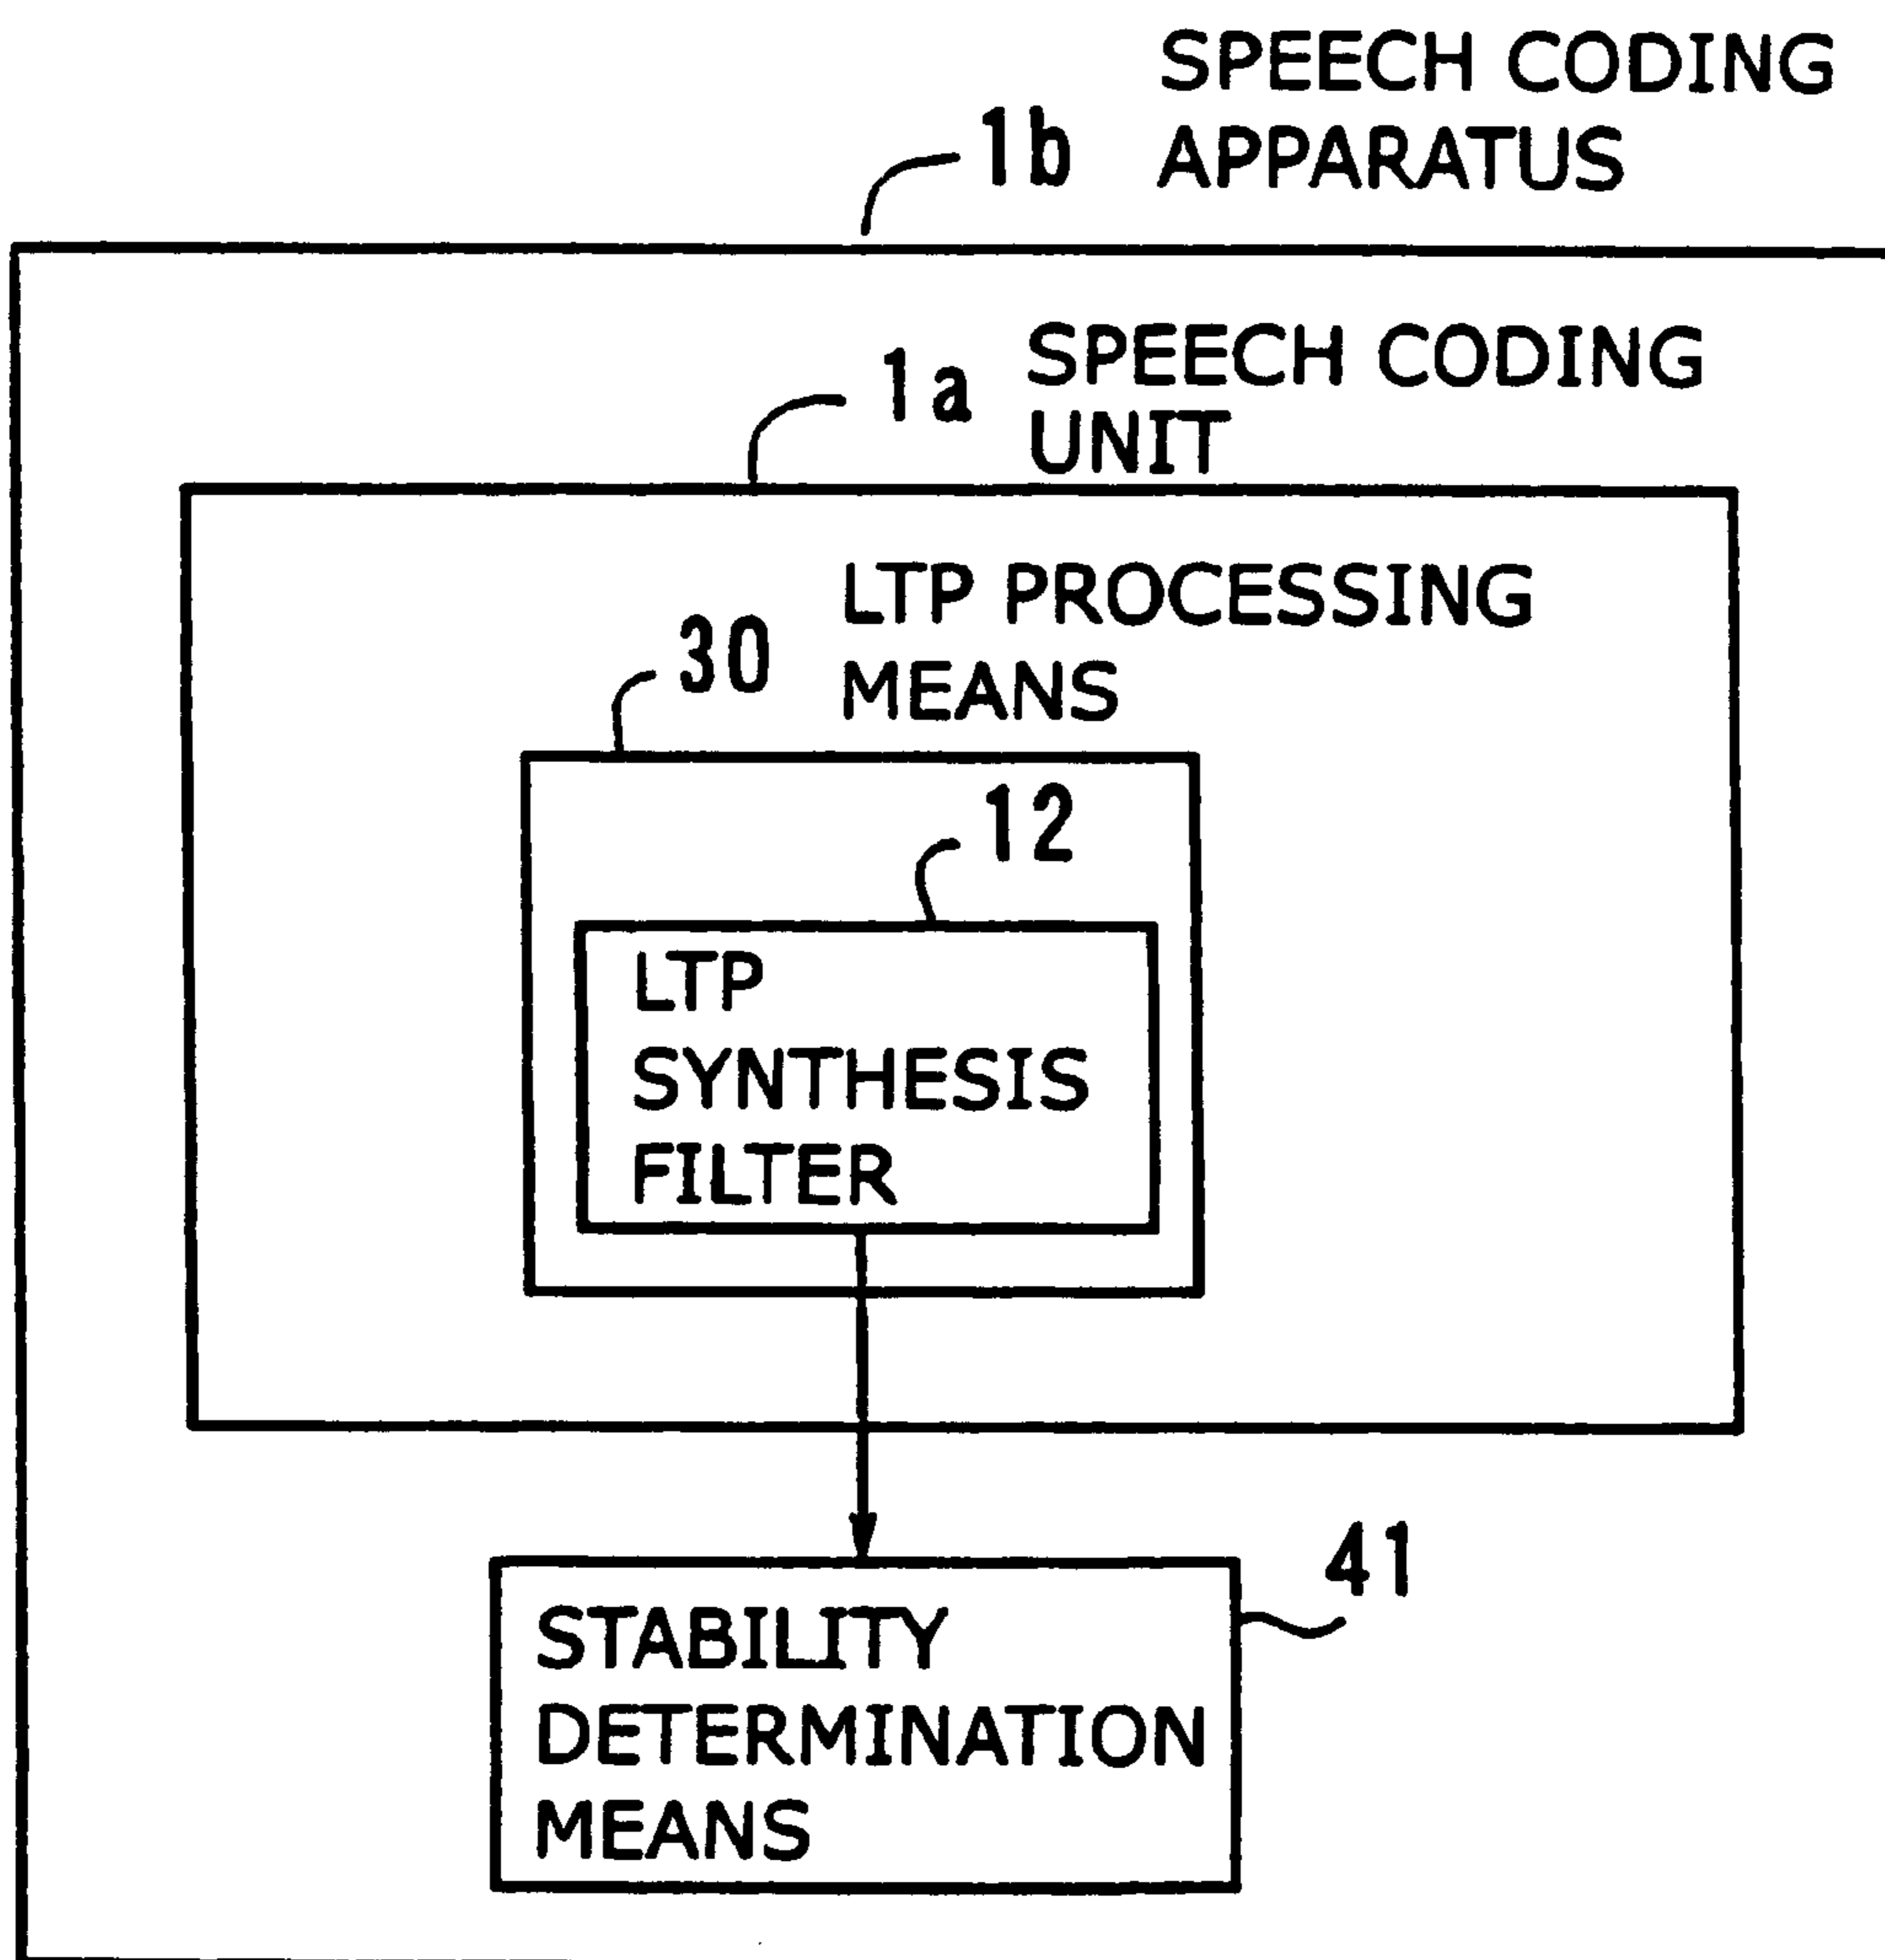 SPEECH CODING
1b APPARATUS
1a SPEECH CODING
UNIT
LTP PROCESSING
30 MEANS
12
LTP
SYNTHESIS
FILTER
41
STABILITY
DETERMINATION
MEANS